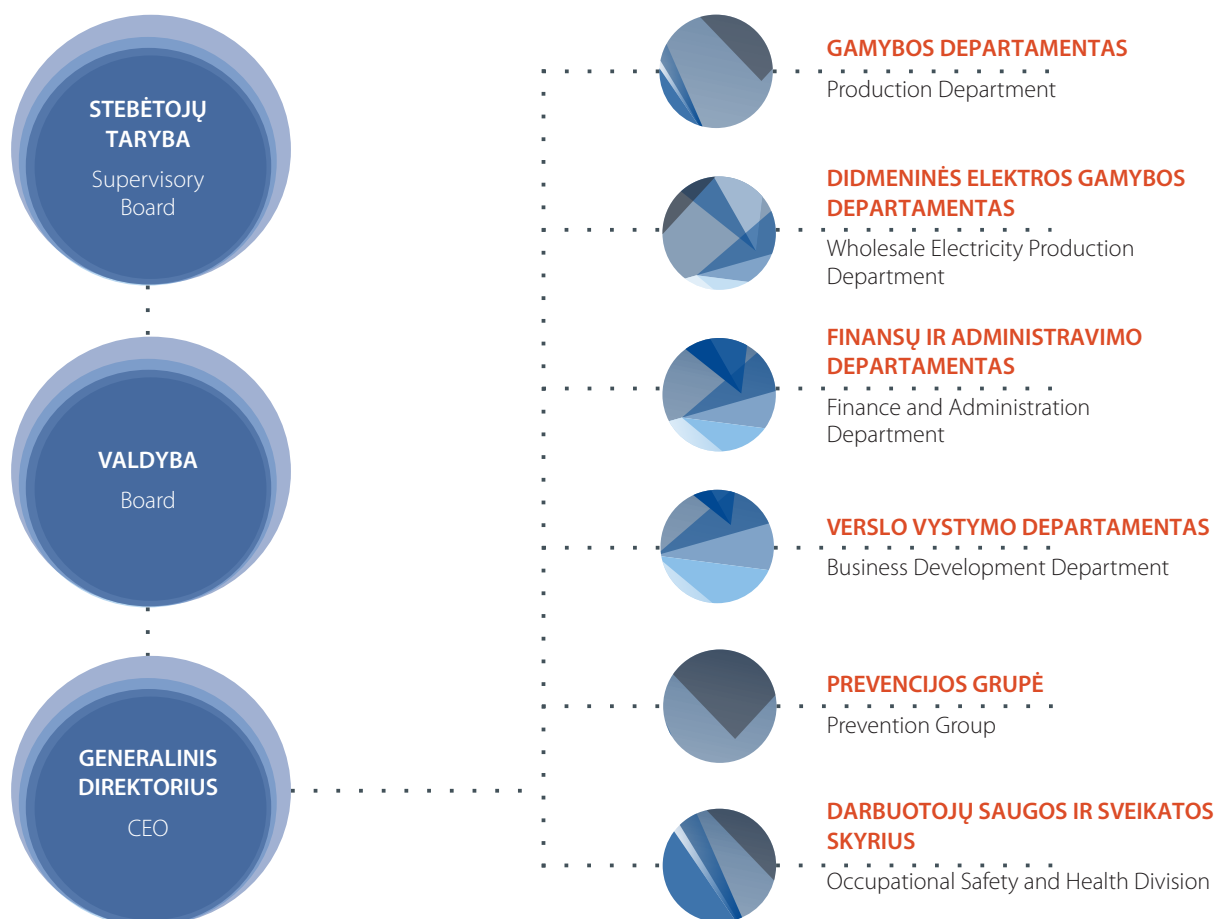 STEBĖTOJŲ
TARYBA
Supervisory
Board
VALDYBA
Board
GENERALINIS
DIREKTORIUS
CEO
GAMYBOS DEPARTAMENTAS
Production Department
DIDMENINĖS ELEKTROS GAMYBOS
DEPARTAMENTAS
Wholesale Electricity Production
Department
FINANSŲ IR ADMINISTRAVIMO
DEPARTAMENTAS
Finance and Administration
Department
VERSLO VYSTYMO DEPARTAMENTAS
Business Development Department
PREVENCIJOS GRUPĖ
Prevention Group
DARBUOTOJŲ SAUGOS IR SVEIKATOS
SKYRIUS
Occupational Safety and Health Division